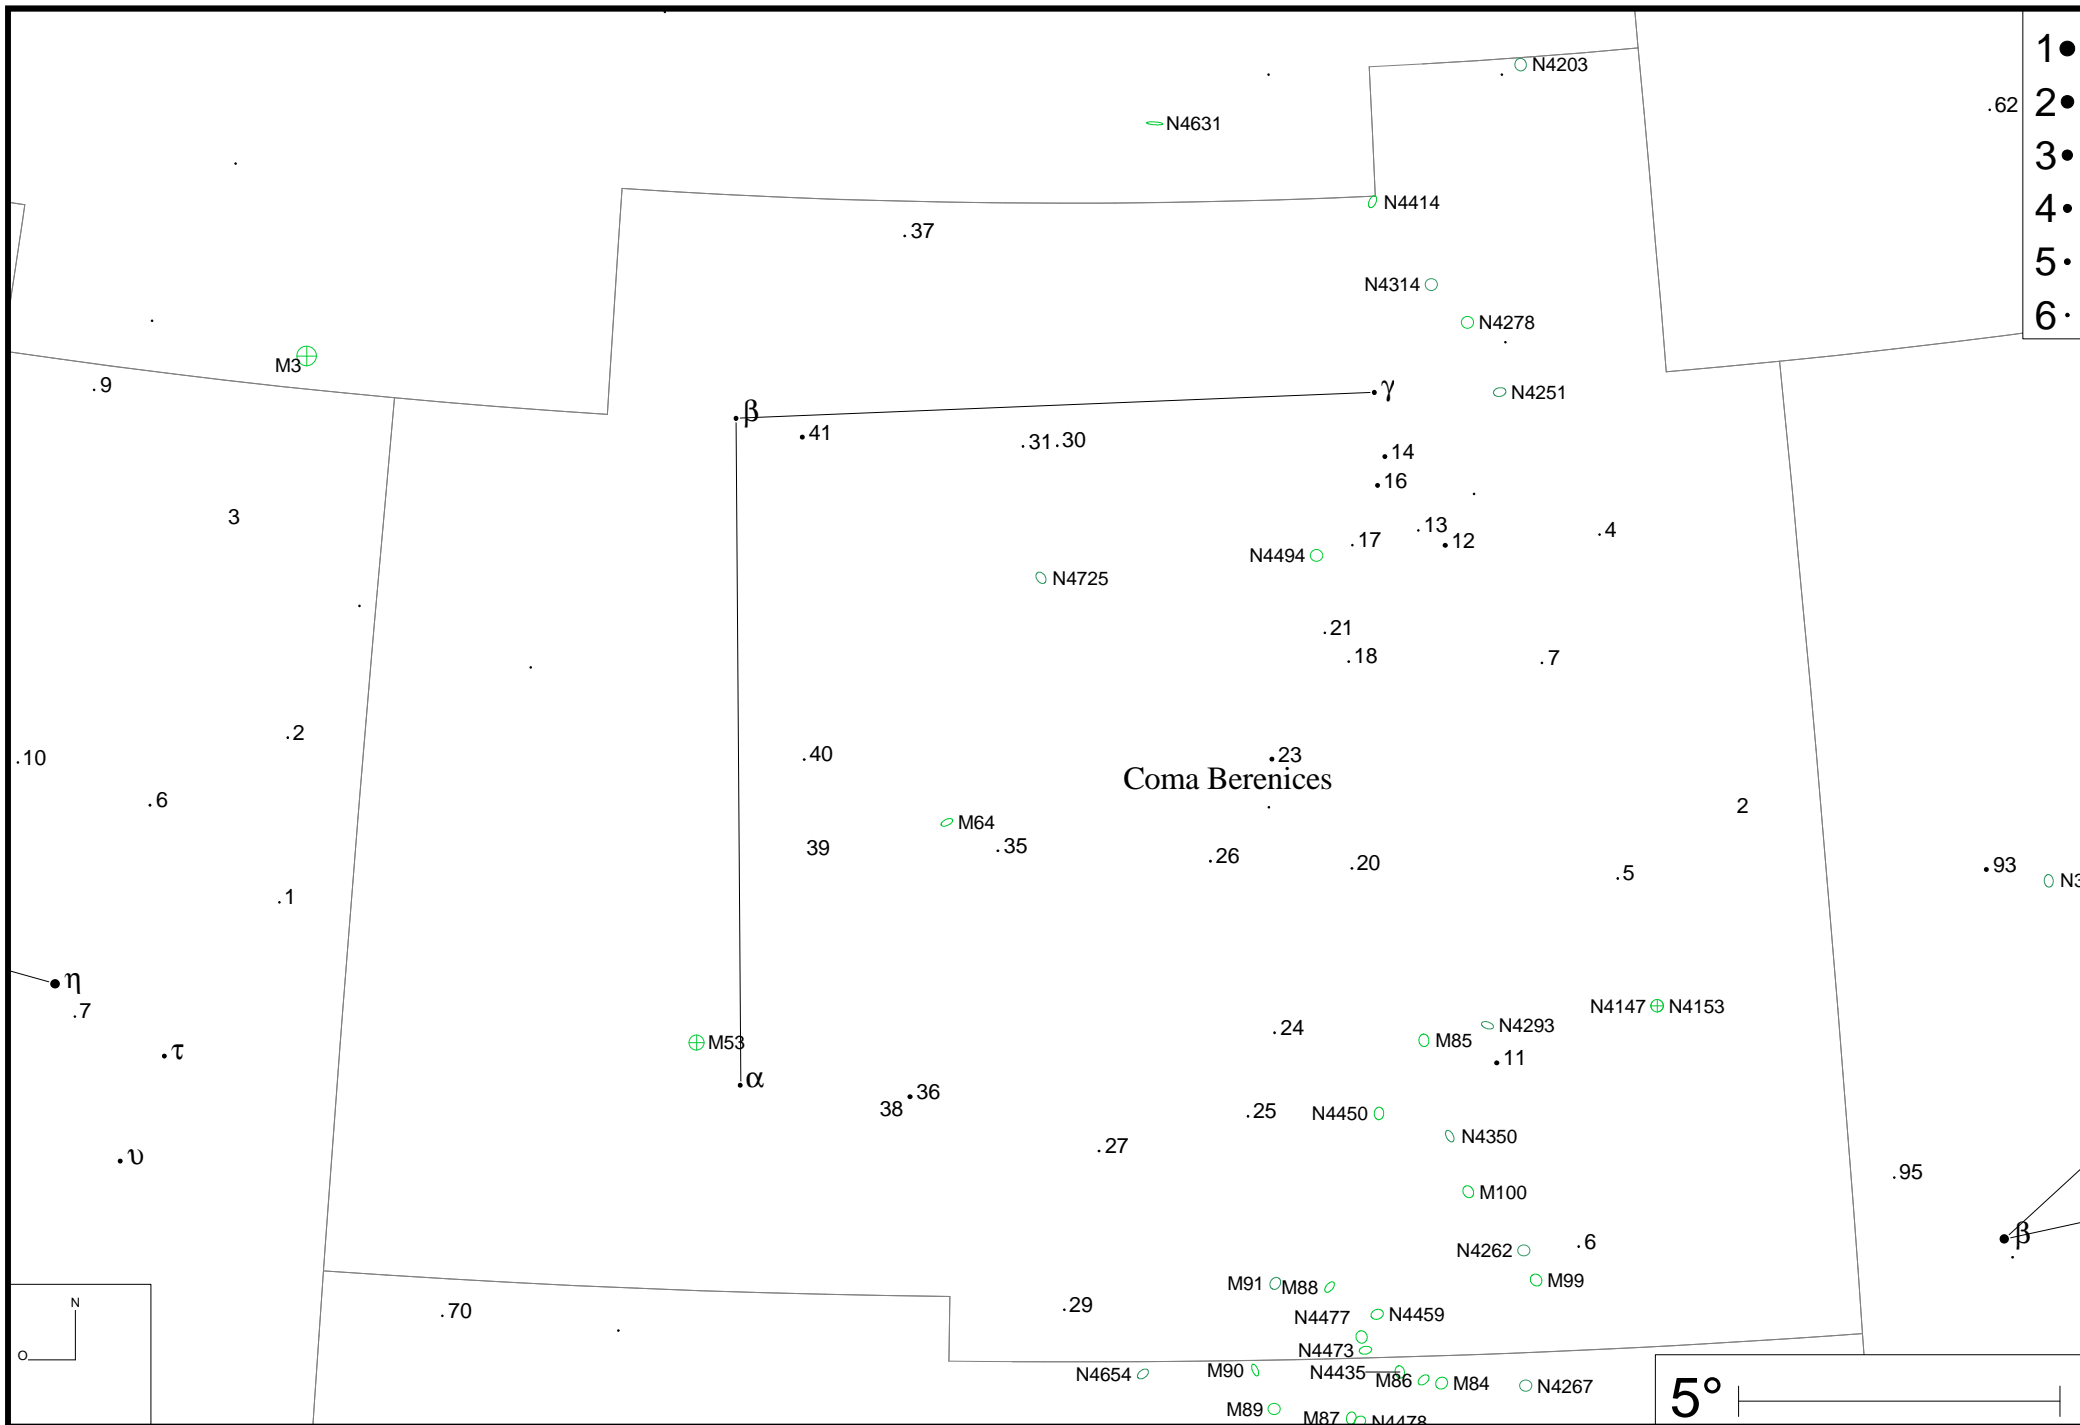 1
N4203
2
.62
N4631
3
N4414
4
.37
5
N4314
6
N4278
M3
.9
γ
N4251
β
.41
.31
.30
.14
.16
3
.13
.4
.17
.12
N4494
N4725
.21
.18
.7
.2
.10
.40
.23
Coma Berenices
.6
2
M64
39
.35
.26
.20
.93
.5
N3
.1
η
.7
N4147
N4153
.24
N4293
M53
M85
τ
.11
α
.36
38
.25
N4450
N4350
.27
υ
.95
M100
β
.6
N4262
M91
M88
M99
N
.29
.70
N4477
N4459
O
N4473
N4654
M90
N4435
M86
M84
N4267
5°
M89
M87
N4478